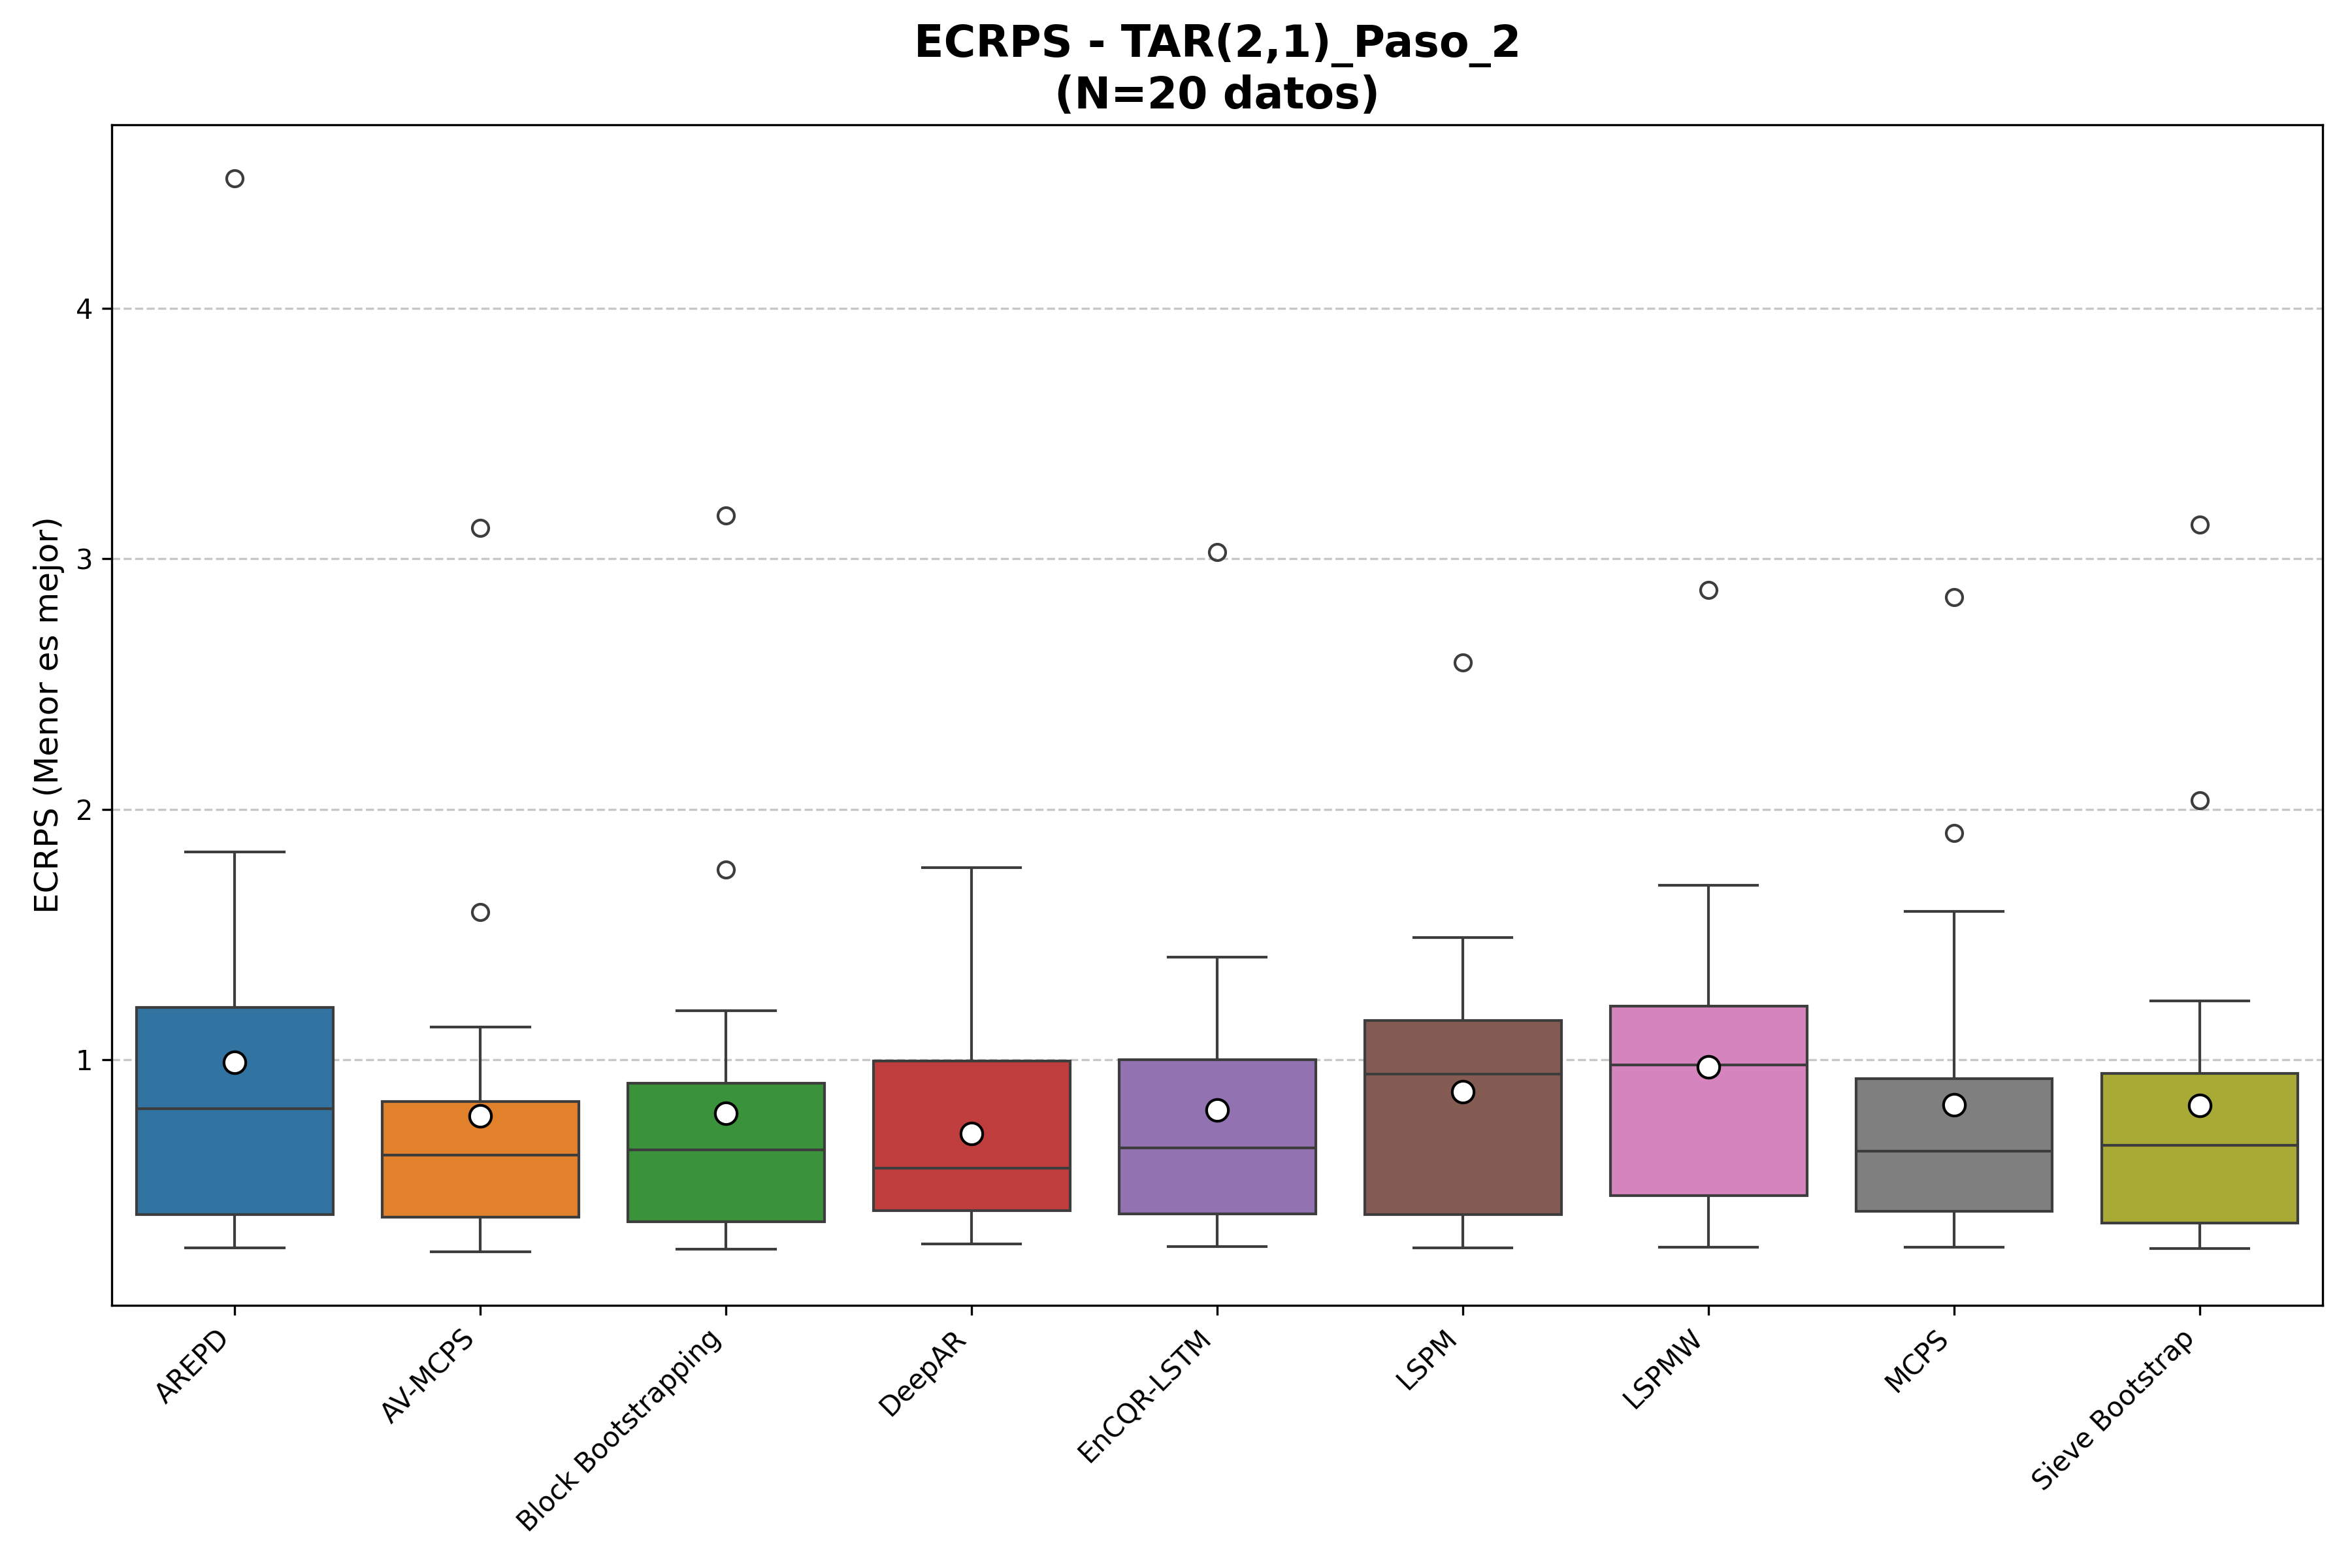 ECRPS - TAR(2,1)_Paso_2
(N=20 datos)
ECRPS (Menor es mejor)
4
3
2
1
AREPD
AV-MCPS
Block Bootstrapping
DeepAR
EnCQR-LSTM
LSPM
LSPMW
MCPS
Sieve Bootstrap